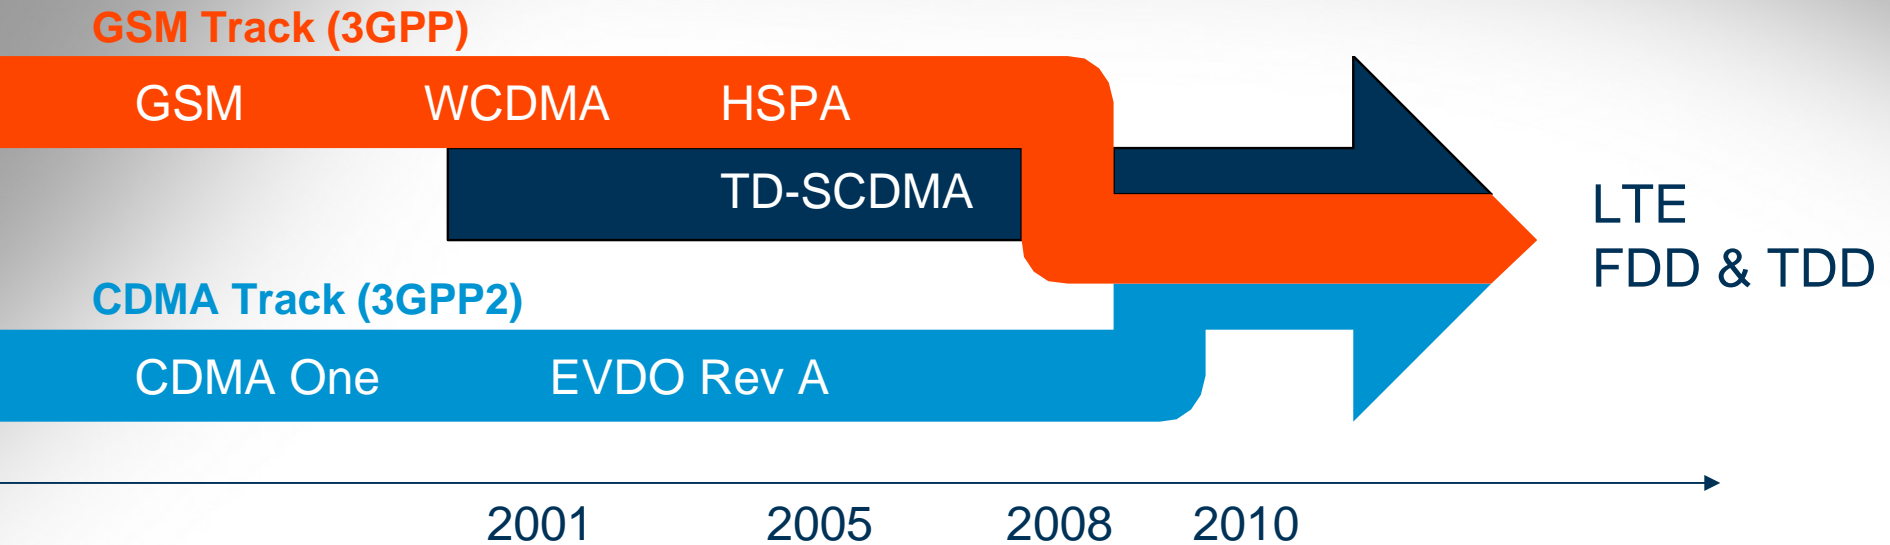 GSM Track (3GPP)
GSM WCDMA HSPA
TD-SCDMA
LTE
FDD & TDD
CDMA Track (3GPP2)
CDMA One EVDO Rev A
2001 2005 2008 2010